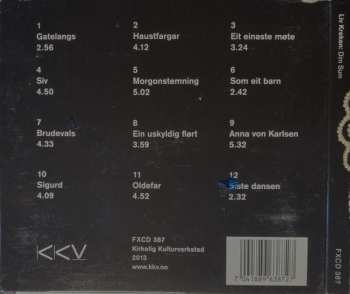 1
Gatelangs
2.56
2
Haustfargar
4.12
3
Eit einaste møte
3.24
4
Siv
4.50
5
Morgonstemning
5.02
6
Som eit barn
2.42
7
Brudevals
4.33
8
Ein uskyldig flørt
3.59
9
Anna von Karlsen
5.32
10
Sigurd
4.09
11
Oldefar
4.52
12
Siste dansen
2.32
KKV
FXCD 387
Kirkelig Kulturverksted
2013
www.kkv.no
Liv Kreken: Din Sum
FXCD 387